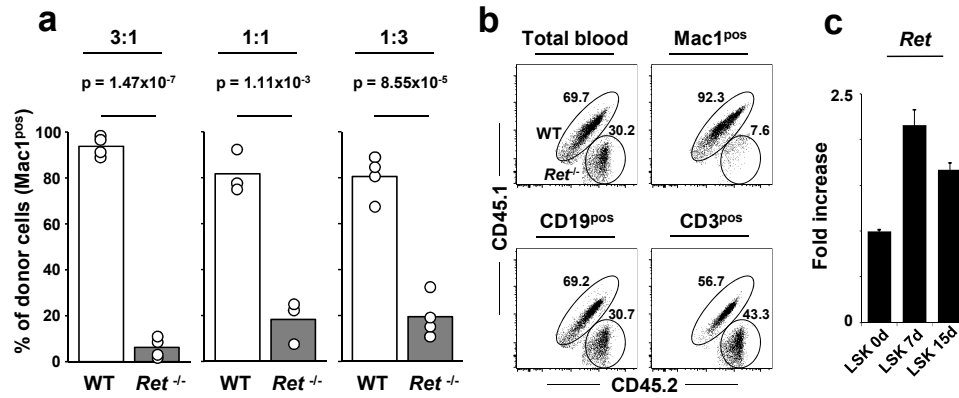 a
3:1
1:1
1:3
p = 1.47x10-7
p = 1.11x10-3
p = 8.55x10-5
% of donor cells (Mac1pos)
100
80
60
40
20
0
WT
Ret -/-
WT
Ret -/-
WT
Ret -/-
b
Total blood
Mac1pos
69.7
30.2
WT
Ret-/-
92.3
7.6
CD19pos
CD3pos
69.2
30.7
56.7
43.3
CD45.1
CD45.2
c
Ret
Fold increase
2.5
0
LSK 0d
LSK 7d
LSK 15d